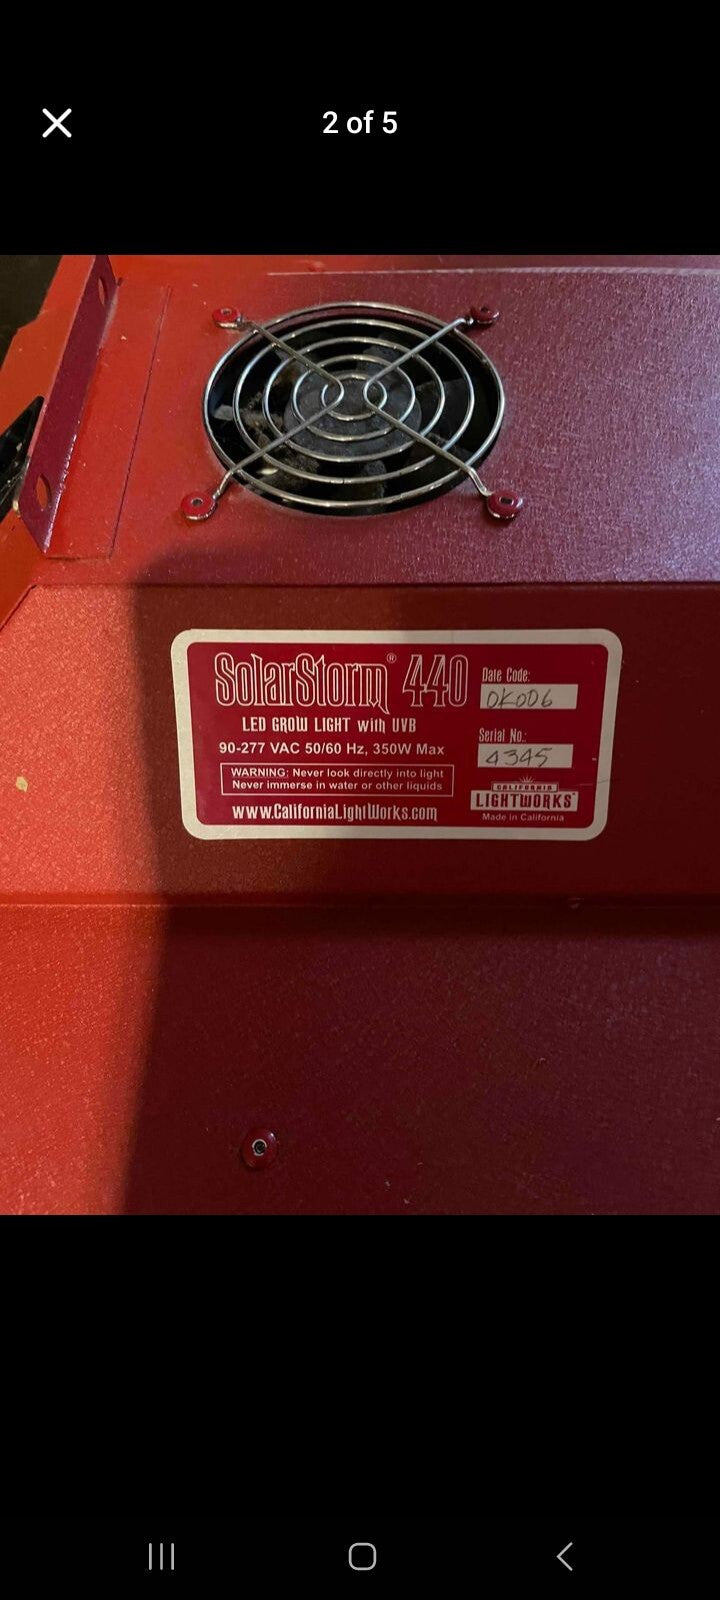 2 of 5
SolarStorm® 440
LED GROW LIGHT with UVB
90-277 VAC 50/60 Hz, 350W Max
WARNING: Never look directly into light
Never immerse in water or other liquids
www.CaliforniaLightWorks.com
Date Code:
0K006
Serial No.:
4345
CALIFORNIA
LIGHTWORKS
Made in California